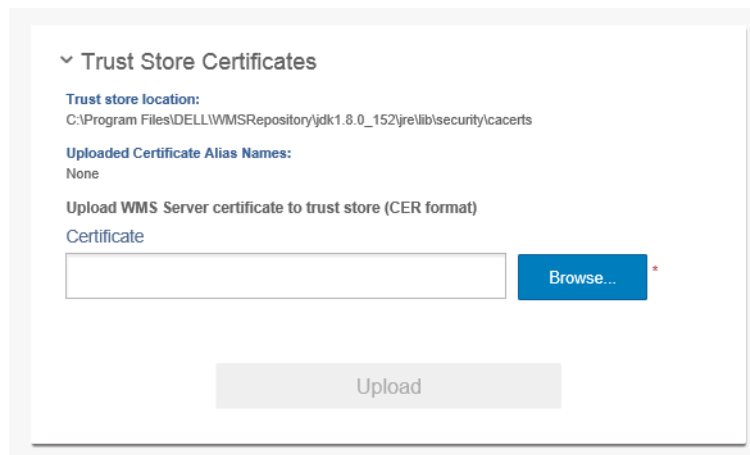 Trust Store Certificates
Trust store location:
C:\Program Files\DELL\WMSRepository\jdk1.8.0_152\jre\lib\security\cacerts
Uploaded Certificate Alias Names:
None
Upload WMS Server certificate to trust store (CER format)
Certificate
Browse... *
Upload